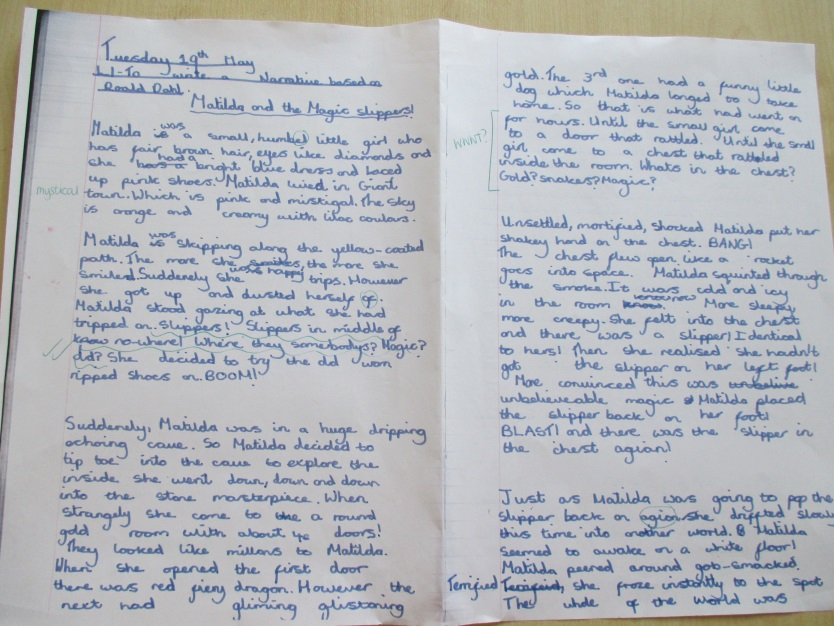 Tuesday 19th May
L.I-To write a Narrative based on
Roald Dahl.
Matilda and the Magic slippers!
Matilda was is a small, humbel little girl who
has fair brown hair, eyes like diamonds and
she had a has a bright blue dress and laced
up pink shoes. Matilda lived in Giant
mystical
town. Which is pink and mistigal. The sky
is orange and creamy with lilac coulars.
Matilda was is skipping along the yellow-coated
path. The more she smiles, the more she
was happy
smiled. Suddenly she trips. However
she got up and dusted herself of.
Matilda stood gazing at what she had
tripped on. Slippers! Slippers in middle of
know no-where! Where they somebodys? Magic?
Old? She decided to try the old worn
ripped shoes on. BOOM!
Suddenly, Matilda was in a huge dripping
echoing cave. So Matilda decided to
tip toe into the cave to explore the
inside she went down, down and down
into the stone masterpiece. When
strangely she come to the a round
gold room with about 40 doors!
They looked like millons to Matilda.
When she opened the first door
there was red fiery dragon. However the
next had gliming glistoning
gold. The 3rd one had a funny little
dog which Matilda longed to take
home. So that is what had went on
for hours. Until the small girl come
WNNT?
to a door that rattled. Until the small
girl come to a chest that rattled
inside the room. Whats in the chest?
Gold? Snakes? Magic?
Unsettled, mortified, shocked Matilda put her
shakey hand on the chest. BANG!
The chest flew open like a rocket
goes into space. Matilda squinted through
the smoke. It was cold and icy
in the room More sleepy
more creepy. She felt into the chest
and there was a slipper! Identical
to hers! Then she realised she hadn't
got the slipper on her left foot!
More convinced this was unbelive
unbelieveable magic Matilda placed
the slipper back on her foot!
BLAST! and there was the slipper in
the chest agian!
Just as Matilda was going to pop the
slipper back on agion she drifted slowly
this time into another world. Matilda
seemed to awake on a white floor!
Matilda peered around gob-smacked.
Terrified she froze instantly to the spot
The whole of the world was